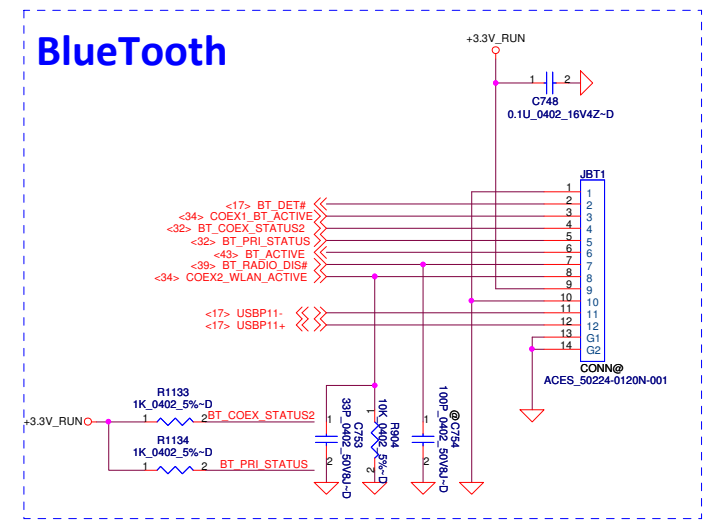 BlueTooth
+3.3V_RUN
1 2
C748
0.1U_0402_16V4Z~D
JBT1
1 1
<17> BT_DET# 2 2
<34> COEX1_BT_ACTIVE 3 3
<32> BT_COEX_STATUS2 4 4
<32> BT_PRI_STATUS 5 5
<43> BT_ACTIVE 6 6
<39> BT_RADIO_DIS# 7 7
<34> COEX2_WLAN_ACTIVE 8 8
9 9
10 10
<17> USBP11- 11 11
<17> USBP11+ 12 12
13 G1
14 G2
CONN@
ACES_50224-0120N-001
R1133
1K_0402_5%~D
+3.3V_RUN 1 2 BT_COEX_STATUS2
R1134
1K_0402_5%~D
1 2 BT_PRI_STATUS
1 2
C753
33P_0402_50V8J~D
1 2
R904
10K_0402_5%~D
1 2
@C754
100P_0402_50V8J~D